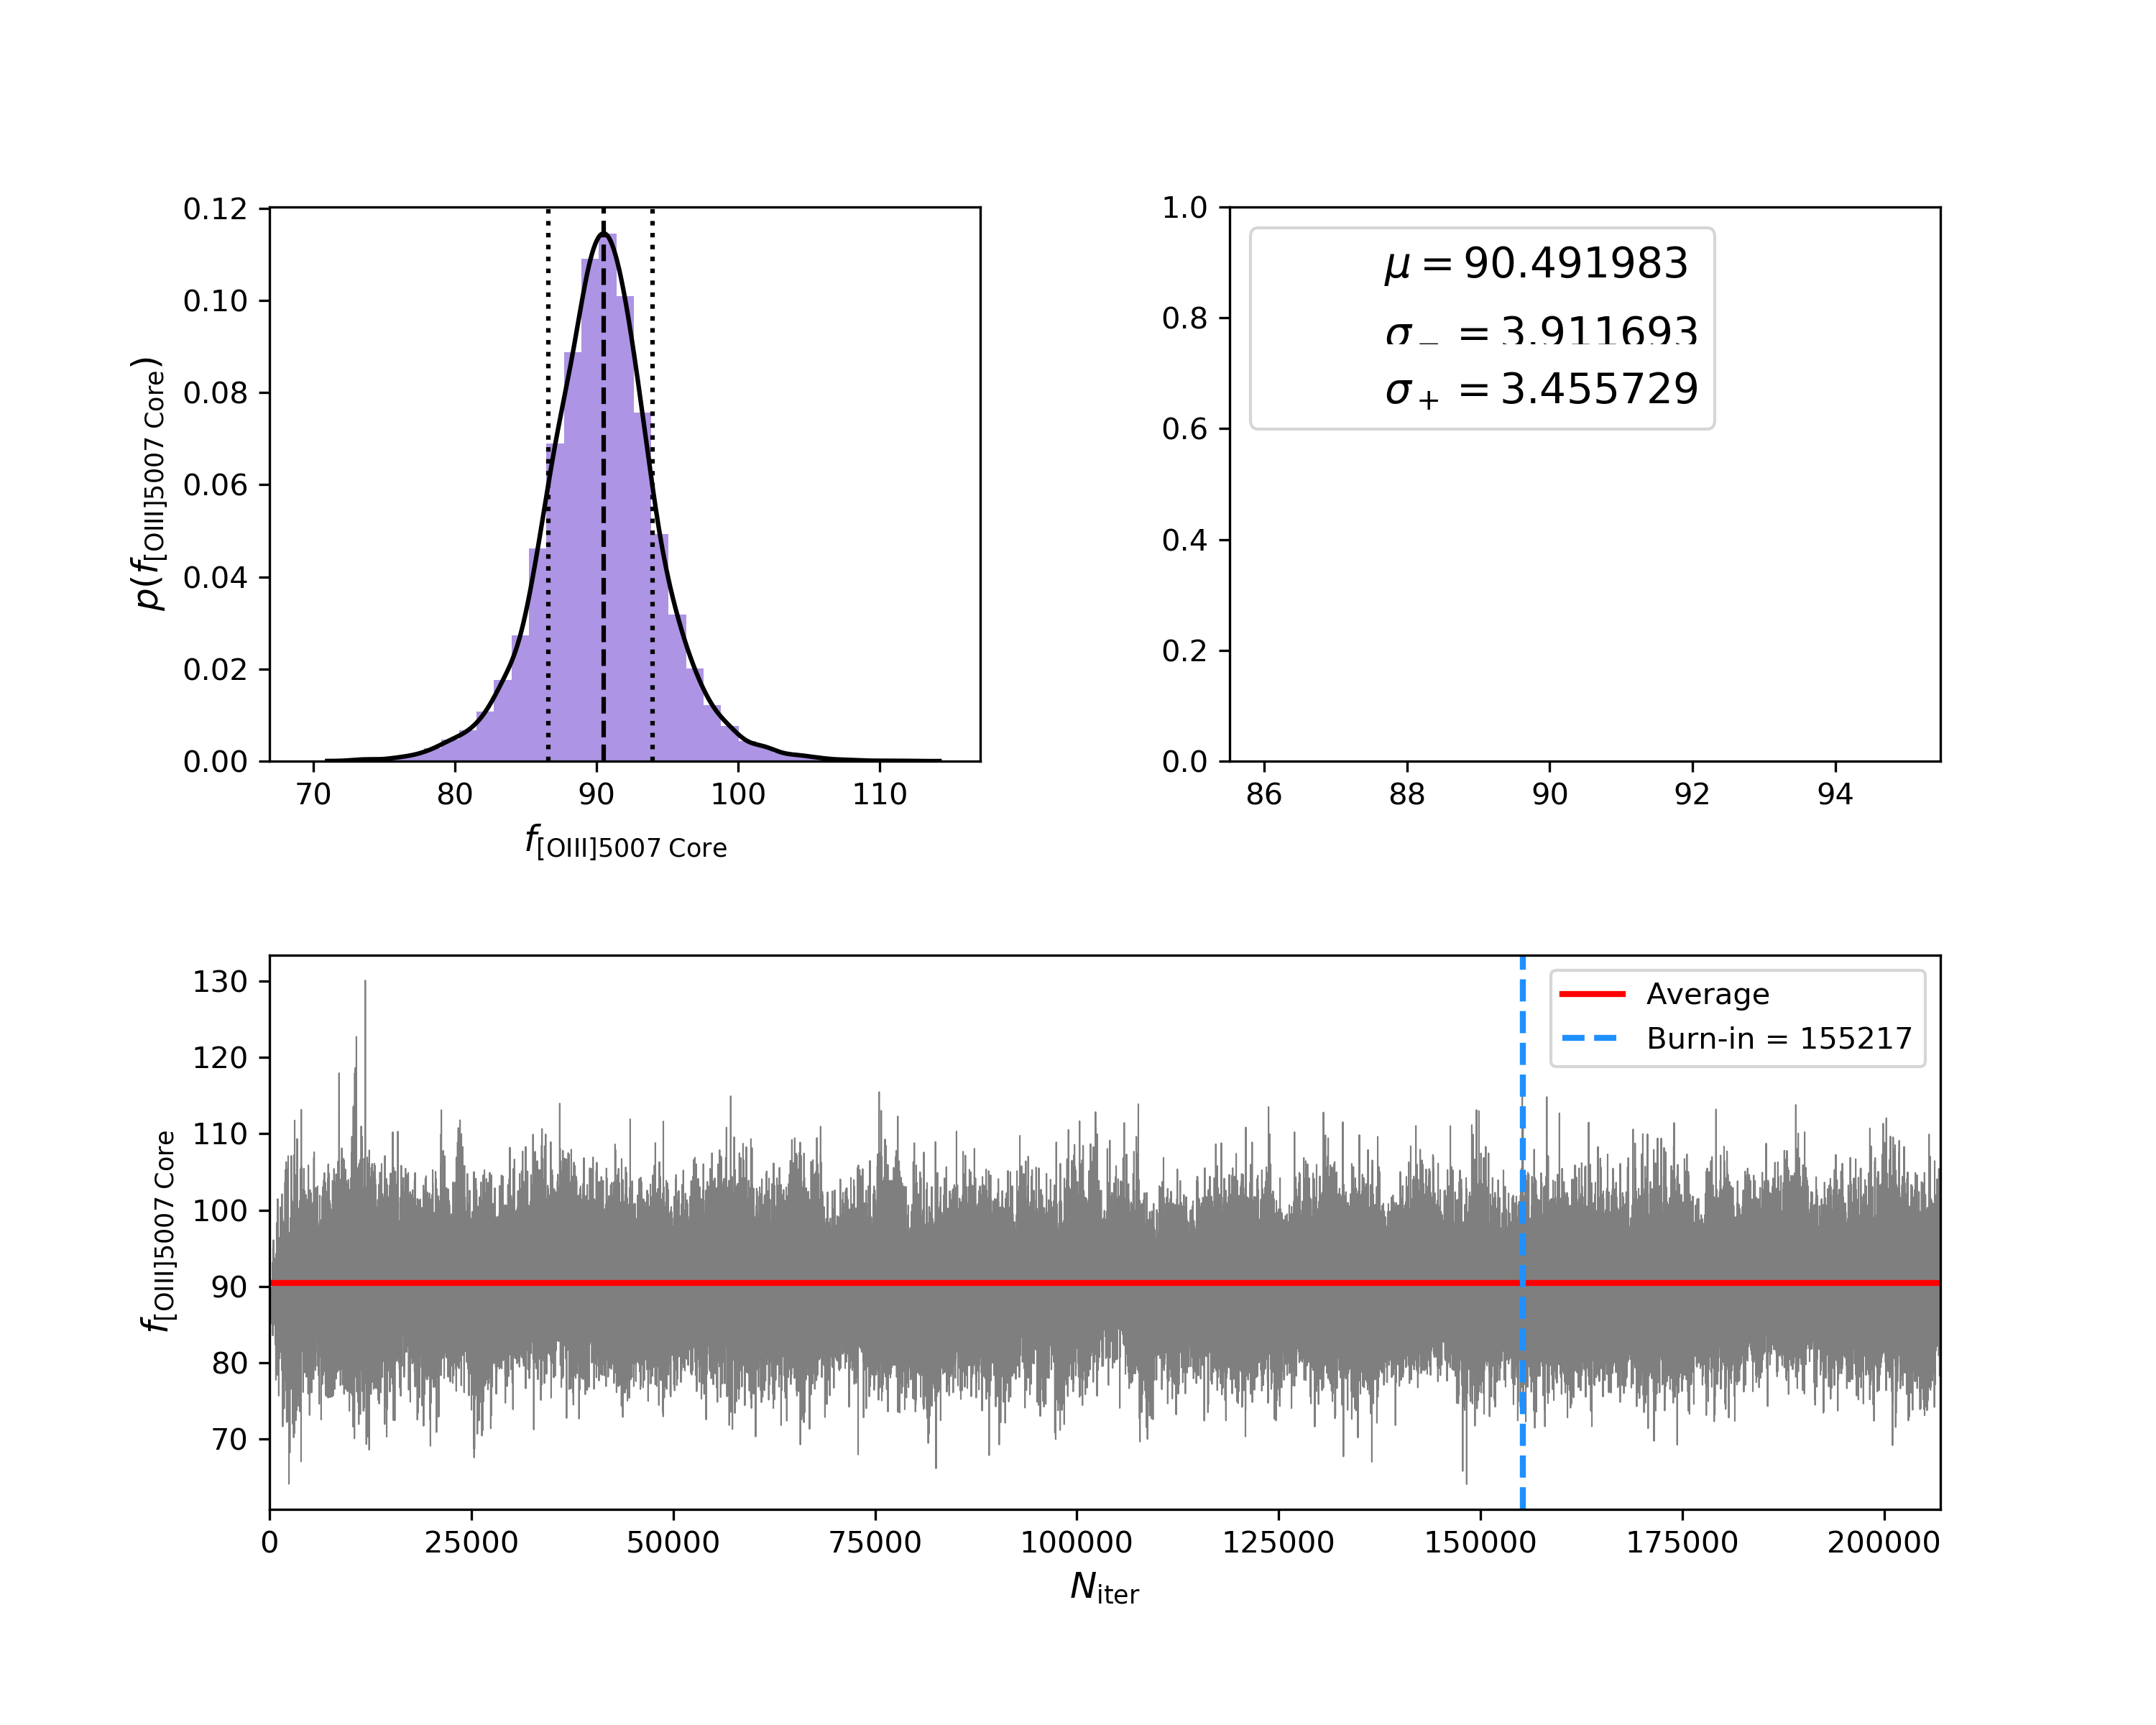 0.12
0.10
0.08
0.06
0.04
0.02
0.00
70 80 90 100 110
p(f[OIII]5007 Core)
f[OIII]5007 Core
1.0
0.8
0.6
0.4
0.2
0.0
86 88 90 92 94
μ = 90.491983
σ− = 3.911693
σ+ = 3.455729
130
120
110
100
90
80
70
0 25000 50000 75000 100000 125000 150000 175000 200000
f[OIII]5007 Core
Niter
Average
Burn-in = 155217